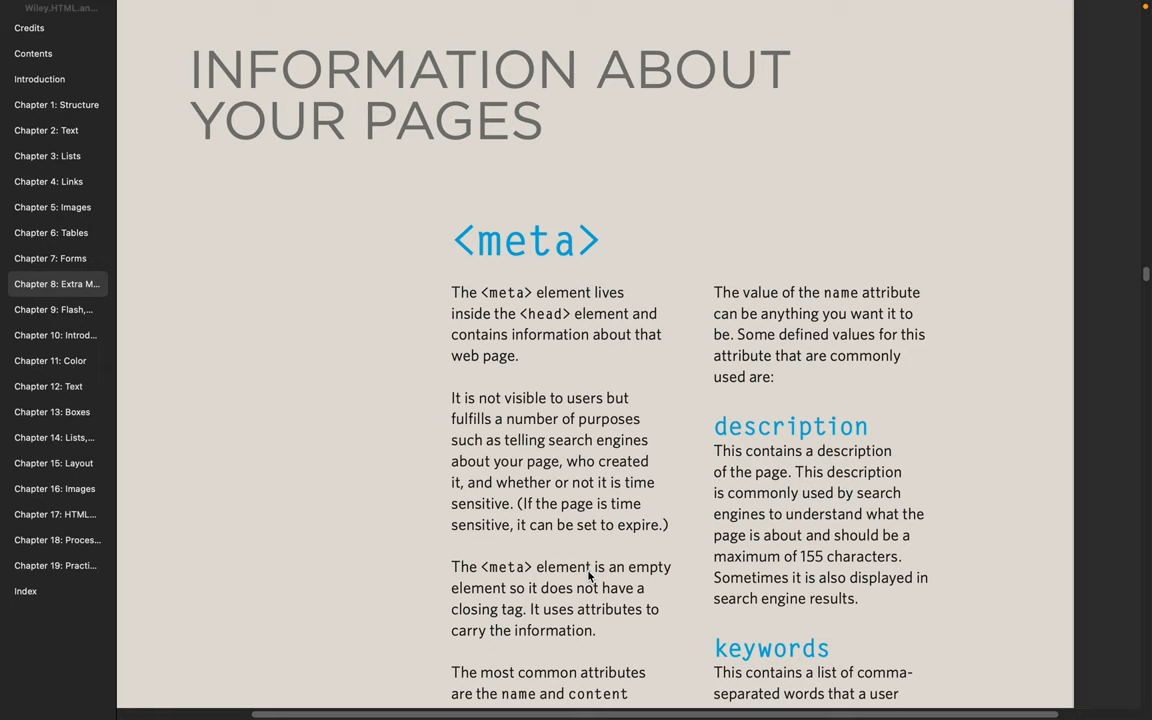 Wiley.HTML.an...
Credits
Contents
Introduction
Chapter 1: Structure
Chapter 2: Text
Chapter 3: Lists
Chapter 4: Links
Chapter 5: Images
Chapter 6: Tables
Chapter 7: Forms
Chapter 8: Extra M...
Chapter 9: Flash,...
Chapter 10: Introd...
Chapter 11: Color
Chapter 12: Text
Chapter 13: Boxes
Chapter 14: Lists,...
Chapter 15: Layout
Chapter 16: Images
Chapter 17: HTML...
Chapter 18: Proces...
Chapter 19: Practi...
Index
INFORMATION ABOUT
YOUR PAGES
<meta>
The <meta> element lives
inside the <head> element and
contains information about that
web page.
It is not visible to users but
fulfills a number of purposes
such as telling search engines
about your page, who created
it, and whether or not it is time
sensitive. (If the page is time
sensitive, it can be set to expire.)
The <meta> element is an empty
element so it does not have a
closing tag. It uses attributes to
carry the information.
The most common attributes
are the name and content
The value of the name attribute
can be anything you want it to
be. Some defined values for this
attribute that are commonly
used are:
description
This contains a description
of the page. This description
is commonly used by search
engines to understand what the
page is about and should be a
maximum of 155 characters.
Sometimes it is also displayed in
search engine results.
keywords
This contains a list of comma-
separated words that a user